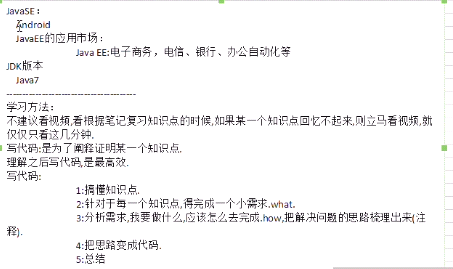 JavaSE：
Android
JavaEE的应用市场：
Java EE:电子商务，电信、银行、办公自动化等
JDK版本
Java7
----------------------------------------
学习方法：
不建议看视频,看根据笔记复习知识点的时候,如果某一个知识点回忆不起来,则立马看视频,就
仅仅只看这几分钟.
写代码:是为了阐释证明某一个知识点.
理解之后写代码,是最高效.
写代码:
1:搞懂知识点.
2:针对于每一个知识点,得完成一个小需求.what.
3:分析需求,我要做什么,应该怎么去完成.how,把解决问题的思路梳理出来(注
释).
4:把思路变成代码.
5:总结